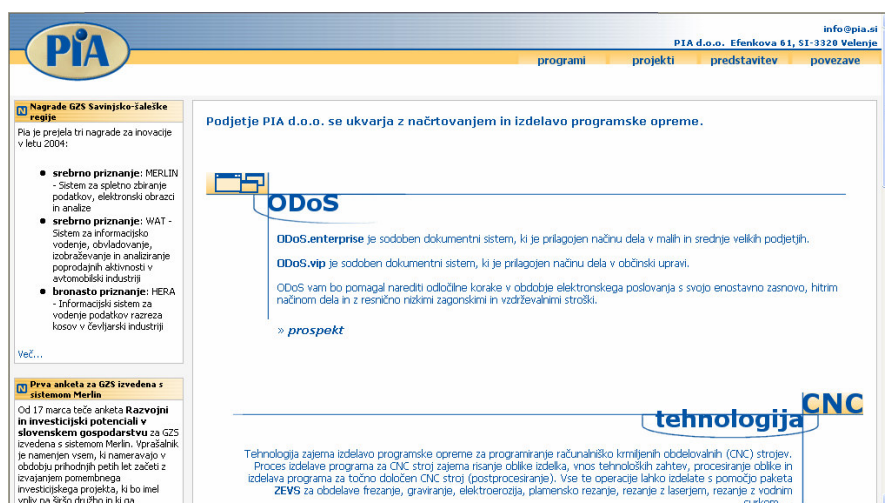 PiA
info@pia.si
PIA d.o.o. Efenkova 61, SI-3320 Velenje
programi projekti predstavitev povezave
N Nagrade GZS Savinjsko-šaleške
regije
Pia je prejela tri nagrade za inovacije
v letu 2004:
srebrno priznanje: MERLIN
- Sistem za spletno zbiranje
podatkov, elektronski obrazci
in analize
srebrno priznanje: WAT -
Sistem za informacijsko
vodenje, obvladovanje,
izobraževanje in analiziranje
poprodajnih aktivnosti v
avtomobilski industriji
bronasto priznanje: HERA
- Informacijski sistem za
vodenje podatkov razreza
kosov v čevljarski industriji
Več...
N Prva anketa za GZS izvedena s
sistemom Merlin
Od 17 marca teče anketa Razvojni
in investicijski potenciali v
slovenskem gospodarstvu za GZS
izvedena s sistemom Merlin. Vprašalnik
je namenjen vsem, ki nameravajo v
obdobju prihodnjih petih let začeti z
izvajanjem pomembnega
investicijskega projekta, ki bo imel
vpliv na širšo družbo in ki ga
Podjetje PIA d.o.o. se ukvarja z načrtovanjem in izdelavo programske opreme.
ODoS
ODoS.enterprise je sodoben dokumentni sistem, ki je prilagojen načinu dela v malih in srednje velikih podjetjih.
ODoS.vip je sodoben dokumentni sistem, ki je prilagojen načinu dela v občinski upravi.
ODoS vam bo pomagal narediti odločilne korake v obdobje elektronskega poslovanja s svojo enostavno zasnovo, hitrim
načinom dela in z resnično nizkimi zagonskimi in vzdrževalnimi stroški.
» prospekt
tehnologija CNC
Tehnologija zajema izdelavo programske opreme za programiranje računalniško krmiljenih obdelovalnih (CNC) strojev.
Proces izdelave programa za CNC stroj zajema risanje oblike izdelka, vnos tehnoloških zahtev, procesiranje oblike in
izdelava programa za točno določen CNC stroj (postprocesiranje). Vse te operacije lahko izdelate s pomočjo paketa
ZEVS za obdelave frezanje, graviranje, elektroerozija, plamensko rezanje, rezanje z laserjem, rezanje z vodnim
curkom